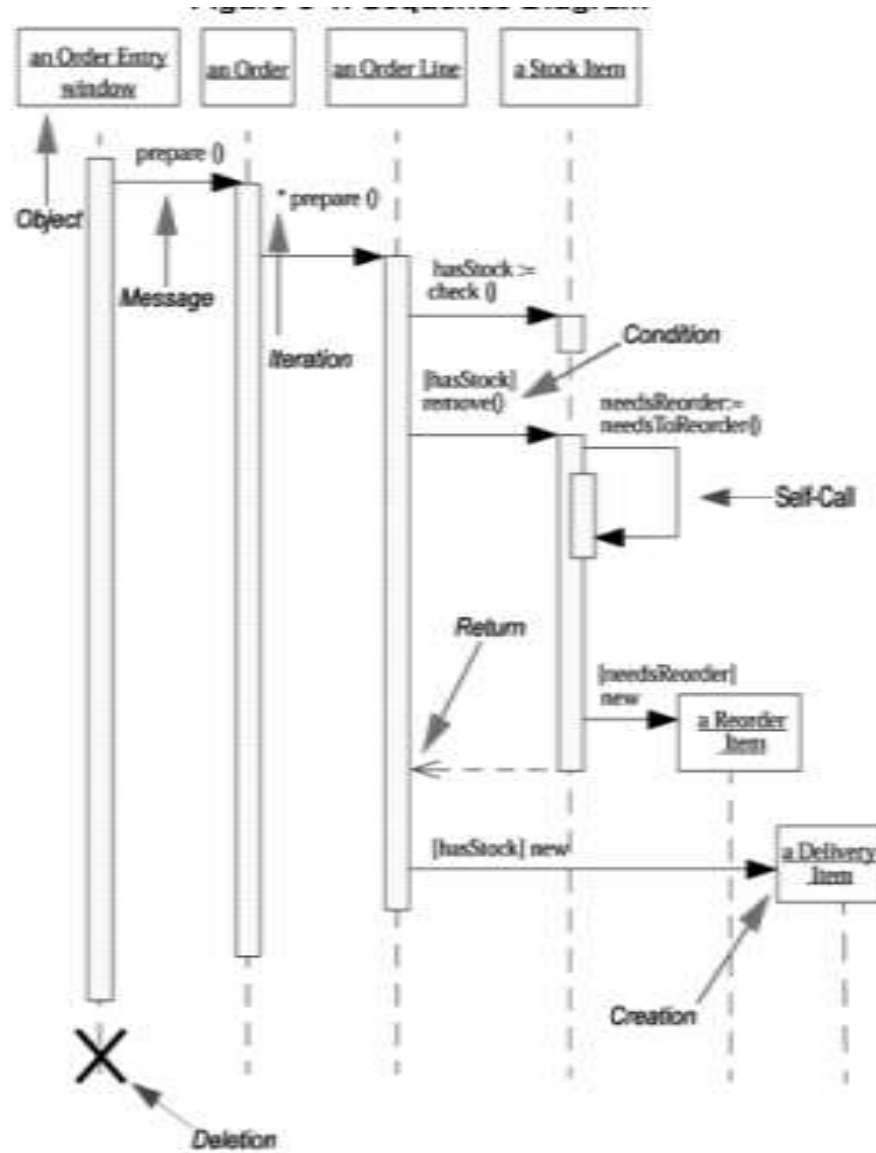 an Order Entry
window
an Order
an Order Line
a Stock Item
prepare ()
Object
* prepare ()
Message
Iteration
hasStock :=
check ()
Condition
[hasStock]
remove()
needsReorder:=
needsToReorder()
Self-Call
Return
[needsReorder]
new
a Reorder
Item
[hasStock] new
a Delivery
Item
Creation
Deletion